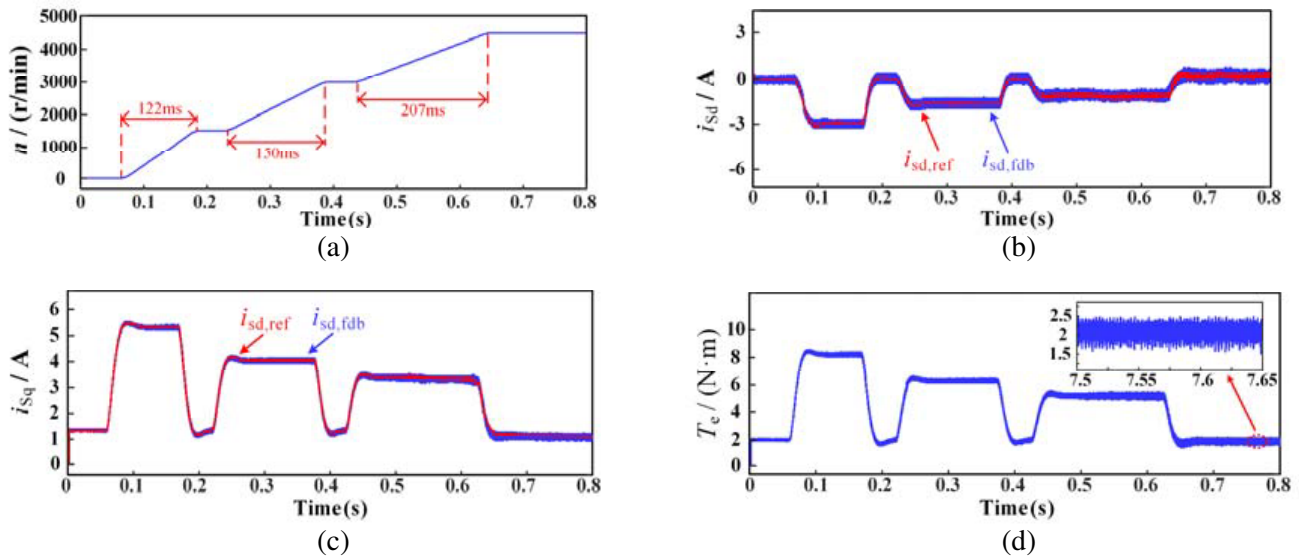 5000
4000
3000
2000
1000
0
n / (r/min)
122ms
150ms
207ms
0 0.1 0.2 0.3 0.4 0.5 0.6 0.7 0.8
Time(s)
(a)
0
-3
-6
iSd / A
isd,ref
isd,fdb
0 0.1 0.2 0.3 0.4 0.5 0.6 0.7 0.8
Time(s)
(b)
6
5
4
3
2
1
0
iSq / A
isd,ref
isd,fdb
0 0.1 0.2 0.3 0.4 0.5 0.6 0.7 0.8
Time(s)
(c)
10
8
6
4
2
0
Te / (N·m)
2.5
2
1.5
7.5 7.55 7.6 7.65
0 0.1 0.2 0.3 0.4 0.5 0.6 0.7 0.8
Time(s)
(d)